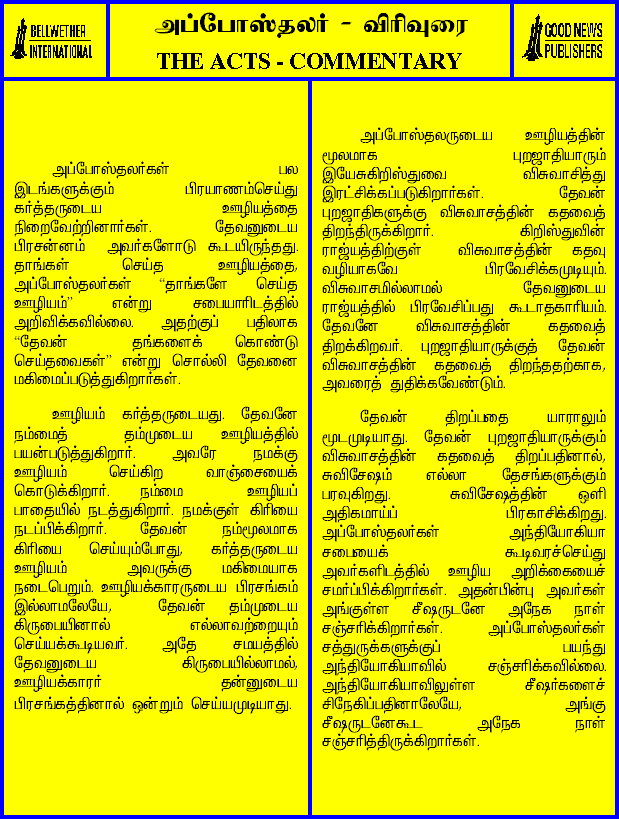 BELLWETHER
INTERNATIONAL
அப்போஸ்தலர் - விரிவுரை
THE ACTS - COMMENTARY
GOOD NEWS
PUBLISHERS
அப்போஸ்தலர்கள் பல
இடங்களுக்கும் பிரயாணம்செய்து
கர்த்தருடைய ஊழியத்தை
நிறைவேற்றினார்கள். தேவனுடைய
பிரசன்னம் அவர்களோடு கூடயிருந்தது.
தாங்கள் செய்த ஊழியத்தை,
அப்போஸ்தலர்கள் “தாங்களே செய்த
ஊழியம்” என்று சபையாரிடத்தில்
அறிவிக்கவில்லை. அதற்குப் பதிலாக
“தேவன் தங்களைக் கொண்டு
செய்தவைகள்” என்று சொல்லி தேவனை
மகிமைப்படுத்துகிறார்கள்.
ஊழியம் கர்த்தருடையது. தேவனே
நம்மைத் தம்முடைய ஊழியத்தில்
பயன்படுத்துகிறார். அவரே நமக்கு
ஊழியம் செய்கிற வாஞ்சையைக்
கொடுக்கிறார். நம்மை ஊழியப்
பாதையில் நடத்துகிறார். நமக்குள் கிரியை
நடப்பிக்கிறார். தேவன் நம்மூலமாக
கிரியை செய்யும்போது, கர்த்தருடைய
ஊழியம் அவருக்கு மகிமையாக
நடைபெறும். ஊழியக்காரருடைய பிரசங்கம்
இல்லாமலேயே, தேவன் தம்முடைய
கிருபையினால் எல்லாவற்றையும்
செய்யக்கூடியவர். அதே சமயத்தில்
தேவனுடைய கிருபையில்லாமல்,
ஊழியக்காரர் தன்னுடைய
பிரசங்கத்தினால் ஒன்றும் செய்யமுடியாது.
அப்போஸ்தலருடைய ஊழியத்தின்
மூலமாக புறஜாதியாரும்
இயேசுகிறிஸ்துவை விசுவாசித்து
இரட்சிக்கப்படுகிறார்கள். தேவன்
புறஜாதிகளுக்கு விசுவாசத்தின் கதவைத்
திறந்திருக்கிறார். கிறிஸ்துவின்
ராஜ்யத்திற்குள் விசுவாசத்தின் கதவு
வழியாகவே பிரவேசிக்கமுடியும்.
விசுவாசமில்லாமல் தேவனுடைய
ராஜ்யத்தில் பிரவேசிப்பது கூடாதகாரியம்.
தேவனே விசுவாசத்தின் கதவைத்
திறக்கிறவர். புறஜாதியாருக்குத் தேவன்
விசுவாசத்தின் கதவைத் திறந்ததற்காக,
அவரைத் துதிக்கவேண்டும்.
தேவன் திறப்பதை யாராலும்
மூடமுடியாது. தேவன் புறஜாதியாருக்கும்
விசுவாசத்தின் கதவைத் திறப்பதினால்,
சுவிசேஷம் எல்லா தேசங்களுக்கும்
பரவுகிறது. சுவிசேஷத்தின் ஒளி
அதிகமாய்ப் பிரகாசிக்கிறது.
அப்போஸ்தலர்கள் அந்தியோகியா
சபையைக் கூடிவரச்செய்து
அவர்களிடத்தில் ஊழிய அறிக்கையைச்
சமர்ப்பிக்கிறார்கள். அதன்பின்பு அவர்கள்
அங்குள்ள சீஷருடனே அநேக நாள்
சஞ்சரிக்கிறார்கள். அப்போஸ்தலர்கள்
சத்துருக்களுக்குப் பயந்து
அந்தியோகியாவில் சஞ்சரிக்கவில்லை.
அந்தியோகியாவிலுள்ள சீஷர்களைச்
சிநேகிப்பதினாலேயே, அங்கு
சீஷருடனேகூட அநேக நாள்
சஞ்சரித்திருக்கிறார்கள்.